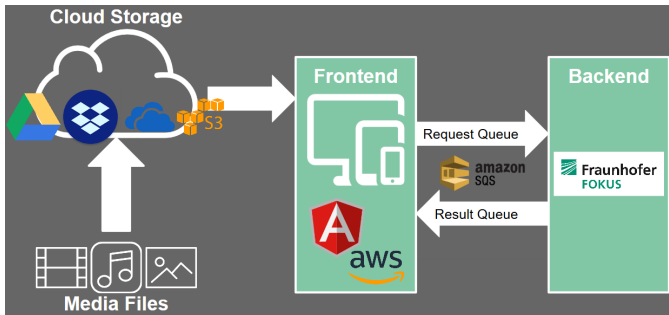 Cloud Storage
S3
Media Files
Frontend
A
aws
Request Queue
amazon
SQS
Result Queue
Backend
Fraunhofer
FOKUS